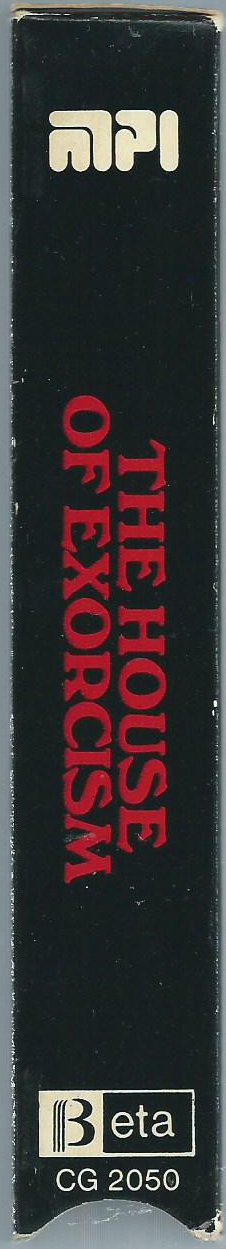 MPI
THE HOUSE
OF EXORCISM
Beta
CG 2050